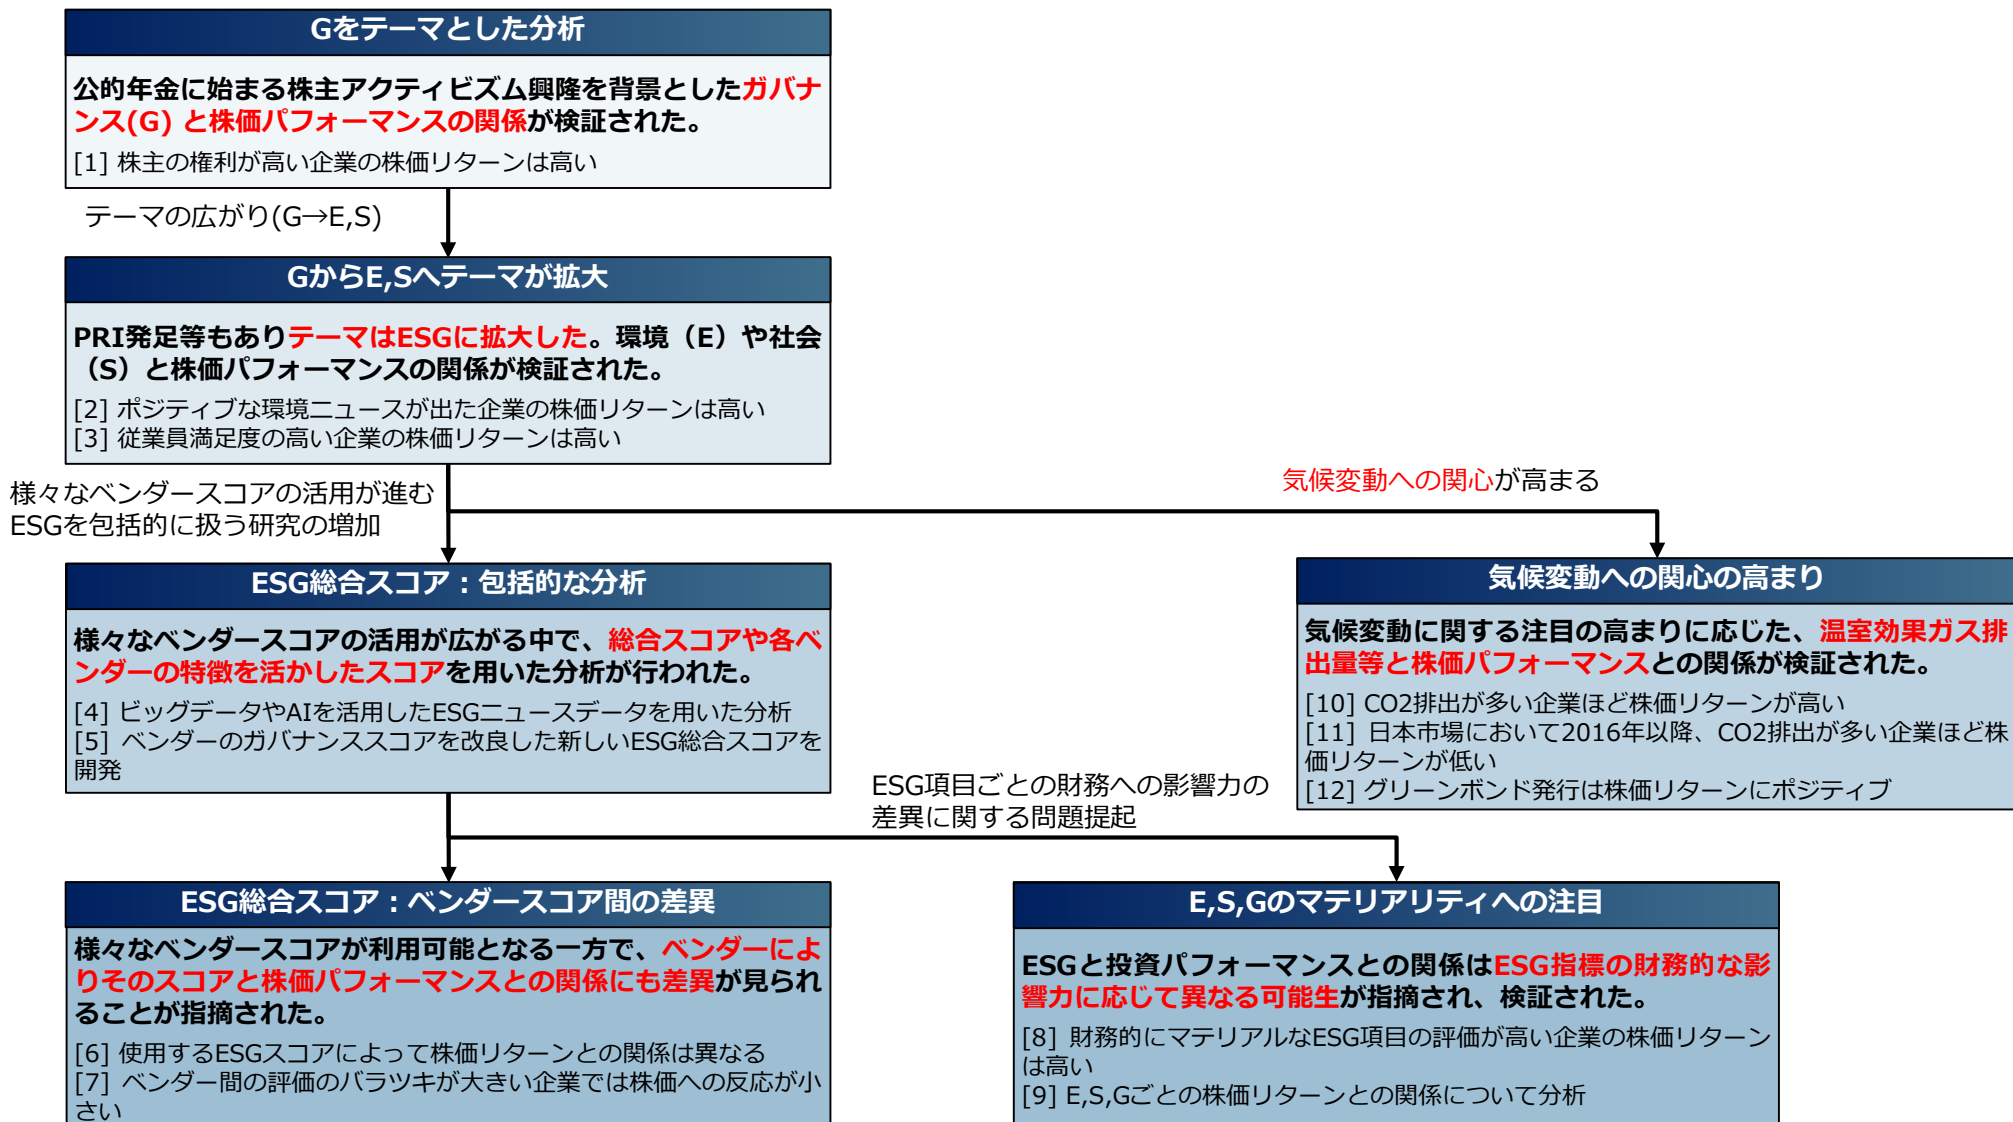 Gをテーマとした分析
公的年金に始まる株主アクティビズム興隆を背景としたガバナ
ンス(G) と株価パフォーマンスの関係が検証された。
[1] 株主の権利が高い企業の株価リターンは高い
テーマの広がり(G→E,S)
GからE,Sへテーマが拡大
PRI発足等もありテーマはESGに拡大した。環境（E）や社会
（S）と株価パフォーマンスの関係が検証された。
[2] ポジティブな環境ニュースが出た企業の株価リターンは高い
[3] 従業員満足度の高い企業の株価リターンは高い
様々なベンダースコアの活用が進む
ESGを包括的に扱う研究の増加
気候変動への関心が高まる
ESG総合スコア：包括的な分析
様々なベンダースコアの活用が広がる中で、総合スコアや各ベ
ンダーの特徴を活かしたスコアを用いた分析が行われた。
[4] ビッグデータやAIを活用したESGニュースデータを用いた分析
[5] ベンダーのガバナンススコアを改良した新しいESG総合スコアを
開発
気候変動への関心の高まり
気候変動に関する注目の高まりに応じた、温室効果ガス排
出量等と株価パフォーマンスとの関係が検証された。
[10] CO2排出が多い企業ほど株価リターンが高い
[11] 日本市場において2016年以降、CO2排出が多い企業ほど株
価リターンが低い
[12] グリーンボンド発行は株価リターンにポジティブ
ESG項目ごとの財務への影響力の
差異に関する問題提起
ESG総合スコア：ベンダースコア間の差異
様々なベンダースコアが利用可能となる一方で、ベンダーによ
りそのスコアと株価パフォーマンスとの関係にも差異が見られ
ることが指摘された。
[6] 使用するESGスコアによって株価リターンとの関係は異なる
[7] ベンダー間の評価のバラツキが大きい企業では株価への反応が小
さい
E,S,Gのマテリアリティへの注目
ESGと投資パフォーマンスとの関係はESG指標の財務的な影
響力に応じて異なる可能生が指摘され、検証された。
[8] 財務的にマテリアルなESG項目の評価が高い企業の株価リターン
は高い
[9] E,S,Gごとの株価リターンとの関係について分析